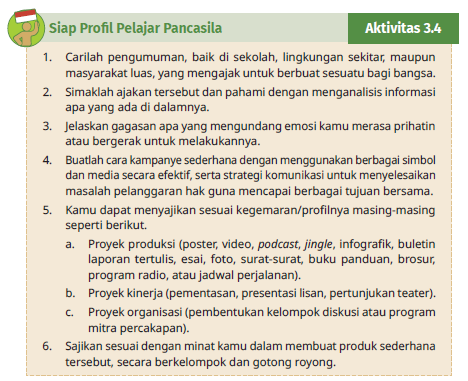 Siap Profil Pelajar Pancasila
Aktivitas 3.4
1. Carilah pengumuman, baik di sekolah, lingkungan sekitar, maupun
masyarakat luas, yang mengajak untuk berbuat sesuatu bagi bangsa.
2. Simaklah ajakan tersebut dan pahami dengan menganalisis informasi
apa yang ada di dalamnya.
3. Jelaskan gagasan apa yang mengundang emosi kamu merasa prihatin
atau bergerak untuk melakukannya.
4. Buatlah cara kampanye sederhana dengan menggunakan berbagai simbol
dan media secara efektif, serta strategi komunikasi untuk menyelesaikan
masalah pelanggaran hak guna mencapai berbagai tujuan bersama.
5. Kamu dapat menyajikan sesuai kegemaran/profilnya masing-masing
seperti berikut.
a. Proyek produksi (poster, video, podcast, jingle, infografik, buletin
laporan tertulis, esai, foto, surat-surat, buku panduan, brosur,
program radio, atau jadwal perjalanan).
b. Proyek kinerja (pementasan, presentasi lisan, pertunjukan teater).
c. Proyek organisasi (pembentukan kelompok diskusi atau program
mitra percakapan).
6. Sajikan sesuai dengan minat kamu dalam membuat produk sederhana
tersebut, secara berkelompok dan gotong royong.